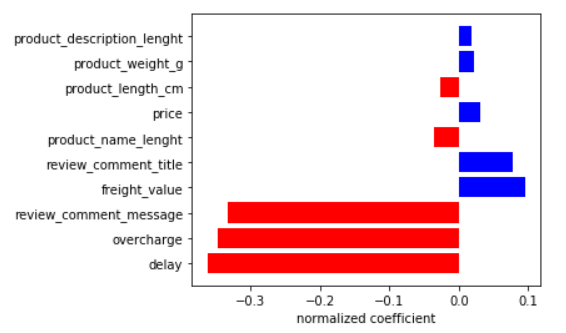 product_description_lenght
product_weight_g
product_length_cm
price
product_name_lenght
review_comment_title
freight_value
review_comment_message
overcharge
delay
−0.3 −0.2 −0.1 0.0 0.1
normalized coefficient